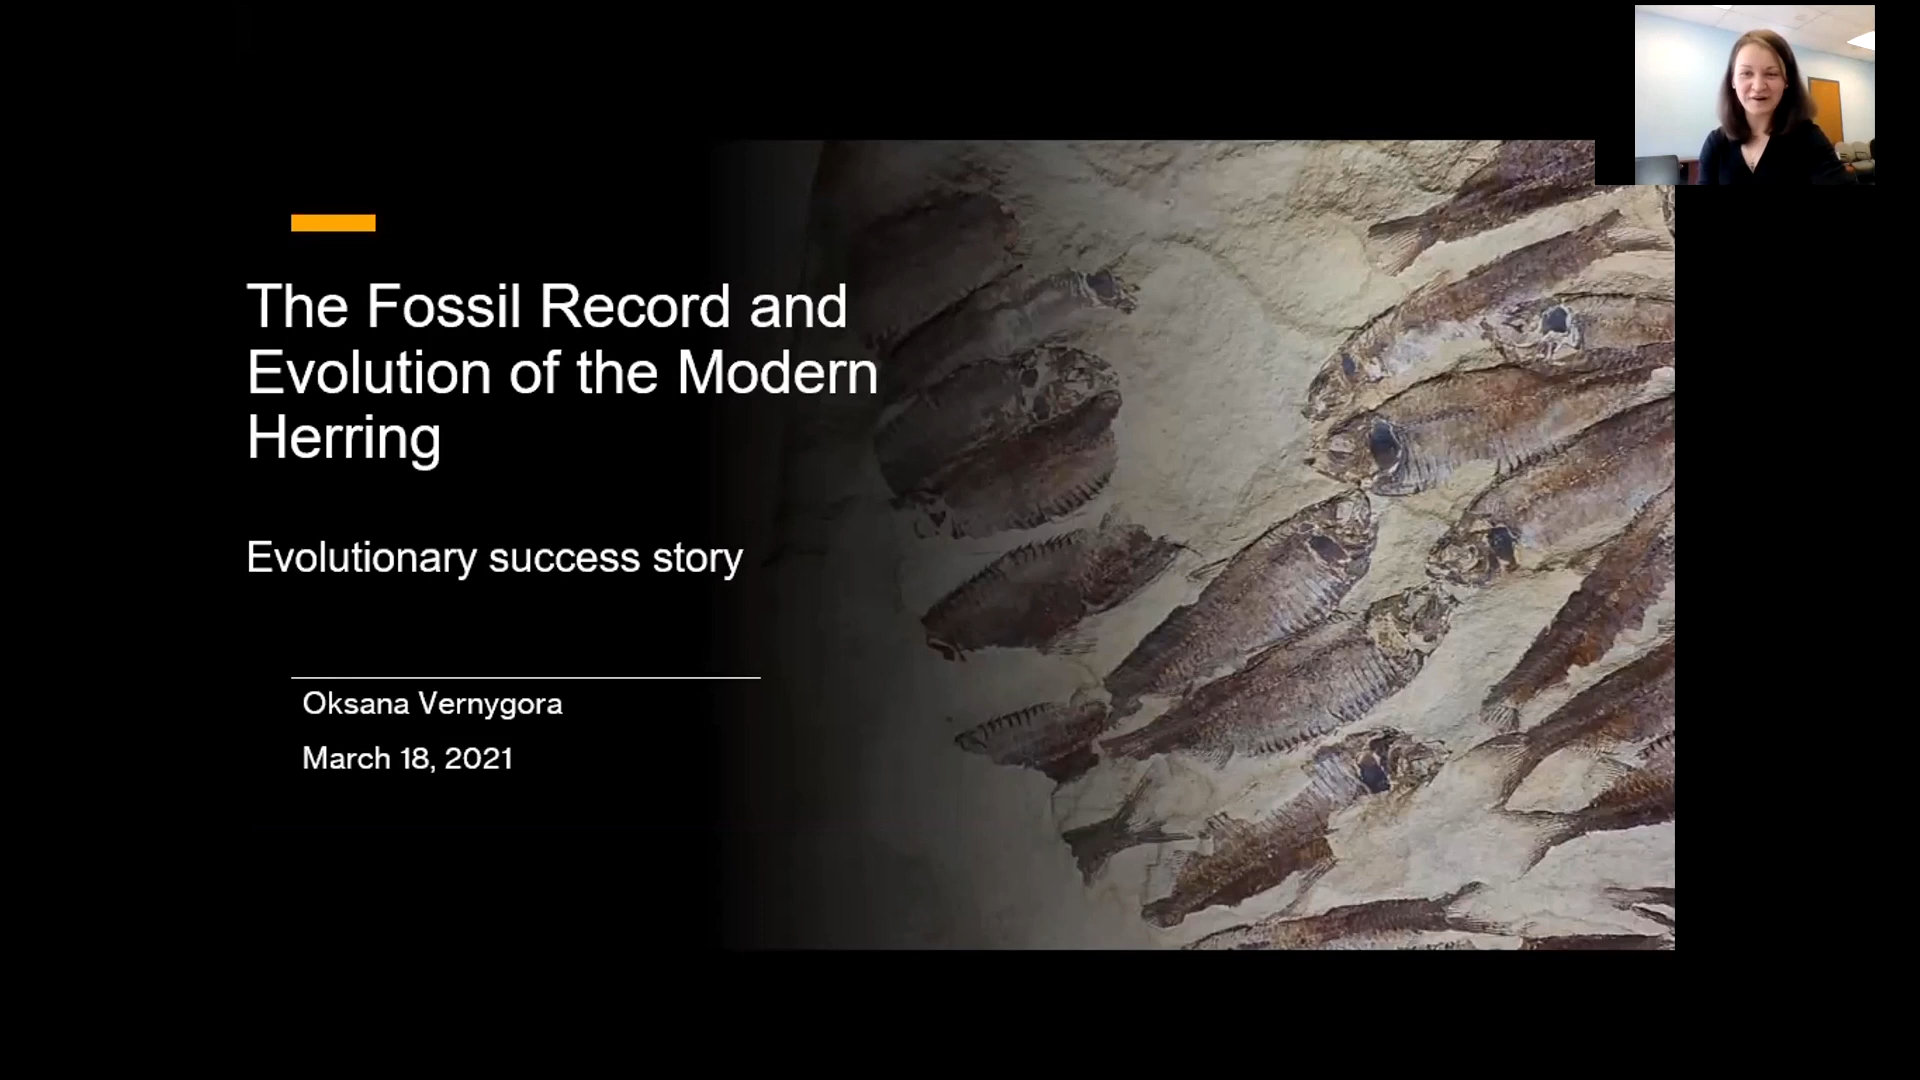 The Fossil Record and
Evolution of the Modern
Herring
Evolutionary success story
Oksana Vernygora
March 18, 2021